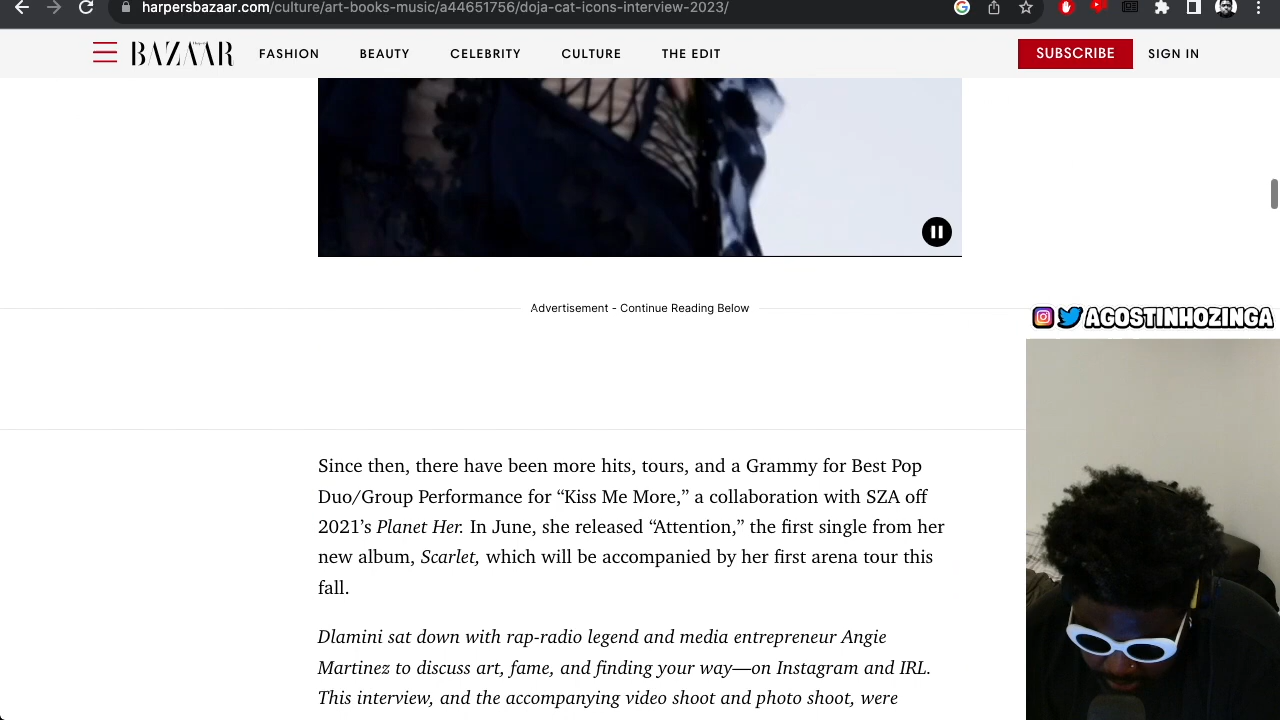 harpersbazaar.com/culture/art-books-music/a44651756/doja-cat-icons-interview-2023/
BAZAAR FASHION BEAUTY CELEBRITY CULTURE THE EDIT SUBSCRIBE SIGN IN
Advertisement - Continue Reading Below
AGOSTINHOZINGA
Since then, there have been more hits, tours, and a Grammy for Best Pop
Duo/Group Performance for “Kiss Me More,” a collaboration with SZA off
2021’s Planet Her. In June, she released “Attention,” the first single from her
new album, Scarlet, which will be accompanied by her first arena tour this
fall.
Dlamini sat down with rap-radio legend and media entrepreneur Angie
Martinez to discuss art, fame, and finding your way—on Instagram and IRL.
This interview, and the accompanying video shoot and photo shoot, were